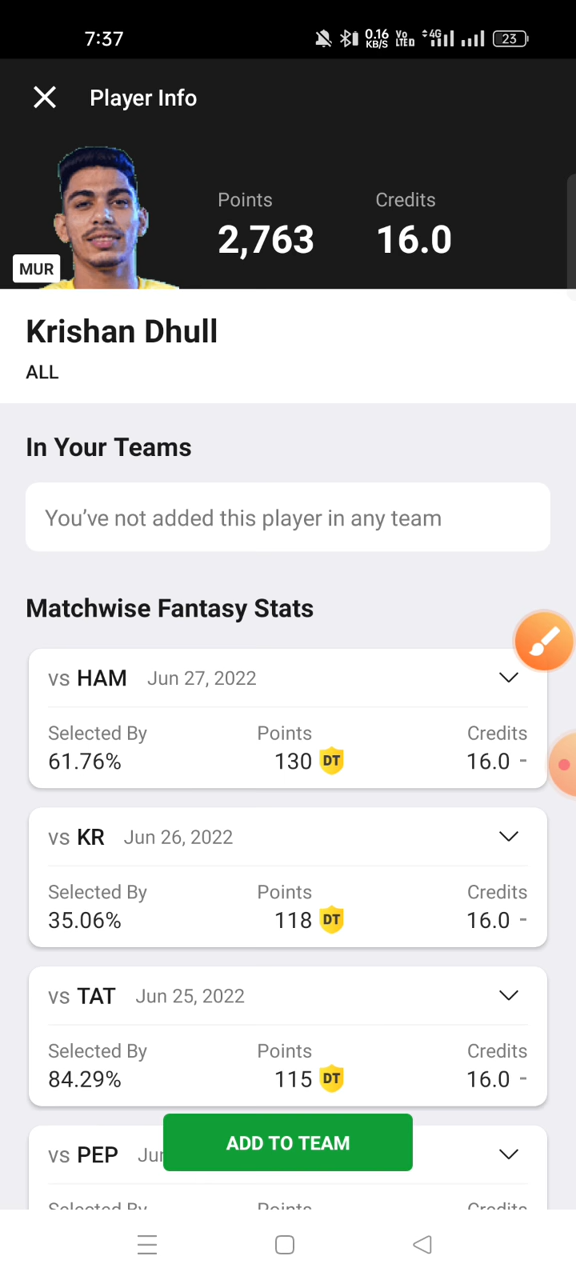 7:37
0.16 KB/S
Vo LTED
4G
23
Player Info
Points
Credits
2,763
16.0
MUR
Krishan Dhull
ALL
In Your Teams
You've not added this player in any team
Matchwise Fantasy Stats
vs HAM Jun 27, 2022
Selected By Points Credits
61.76% 130 DT 16.0 -
vs KR Jun 26, 2022
Selected By Points Credits
35.06% 118 DT 16.0 -
vs TAT Jun 25, 2022
Selected By Points Credits
84.29% 115 DT 16.0 -
vs PEP
ADD TO TEAM
Selected By Points Credits